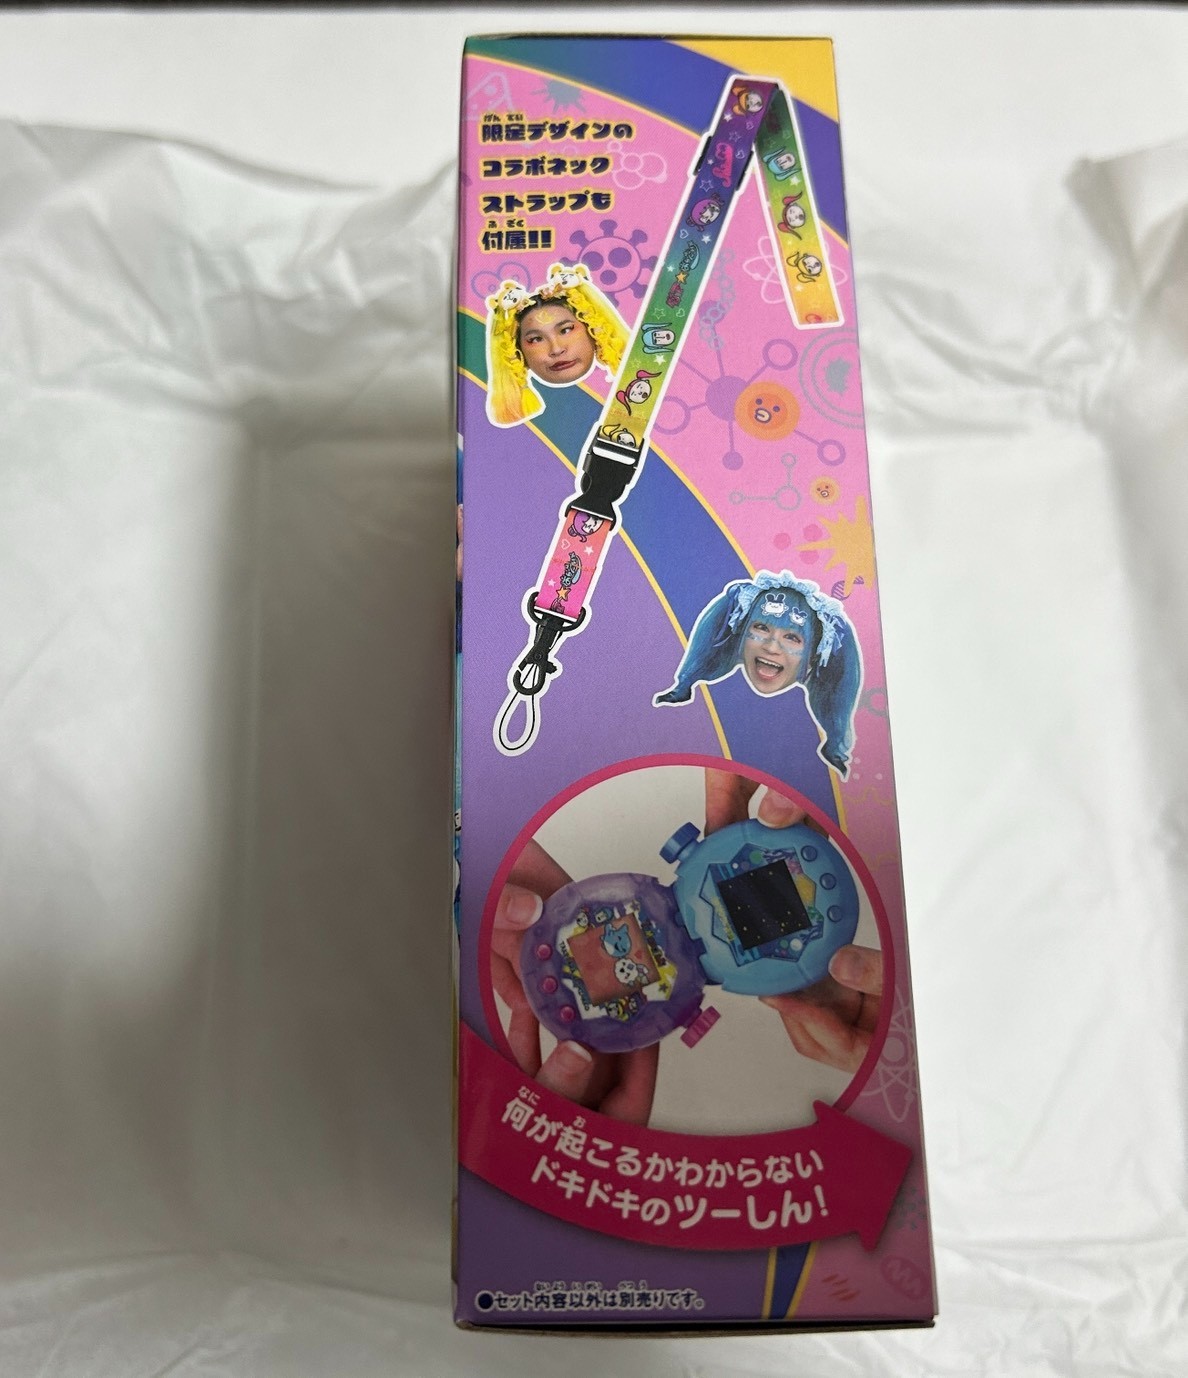 限定デザインの
コラボネック
ストラップも
付属!!
何が起こるかわからない
ドキドキのツーしん!
●セット内容以外は別売りです。